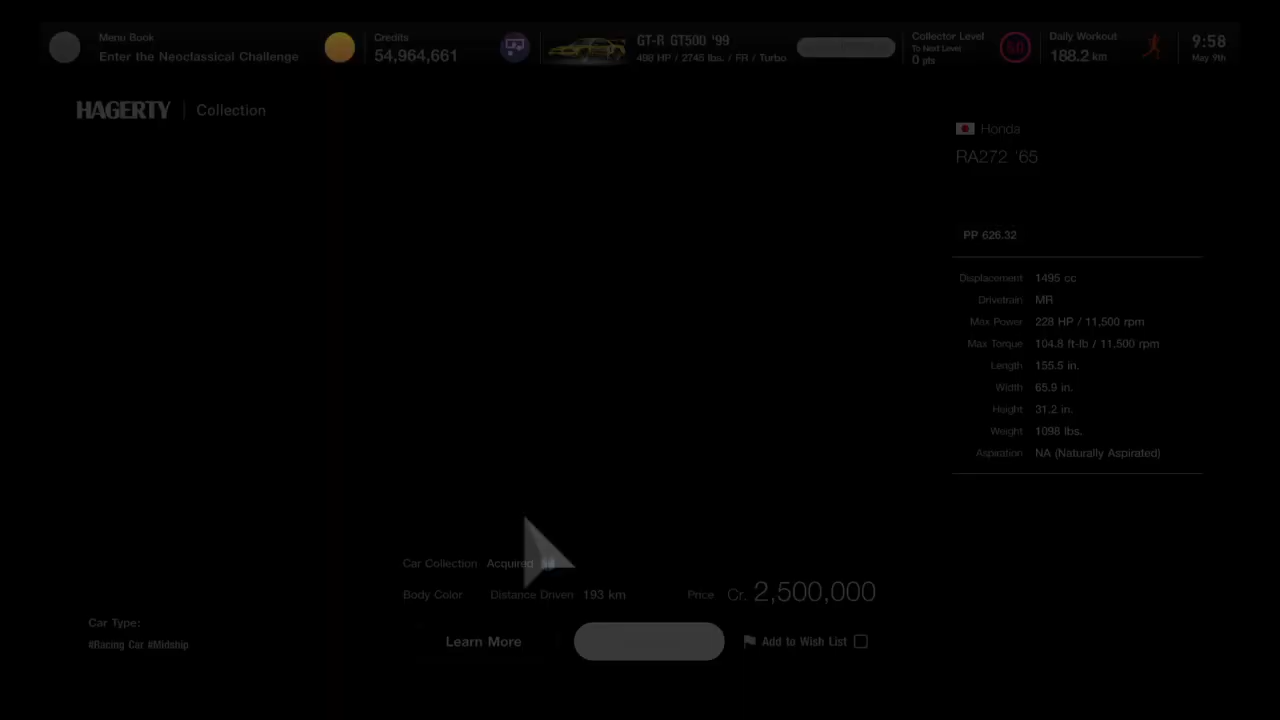 Menu Book
Enter the Neoclassical Challenge
Credits
54,964,661
GT-R GT500 '99
498 HP / 2745 lbs. / FR / Turbo
Collector Level
To Next Level
0 pts
50
Daily Workout
188.2 km
9:58
May 9th
HAGERTY | Collection
Honda
RA272 '65
PP 626.32
Displacement 1495 cc
Drivetrain MR
Max Power 228 HP / 11,500 rpm
Max Torque 104.8 ft-lb / 11,500 rpm
Length 155.5 in.
Width 65.9 in.
Height 31.2 in.
Weight 1098 lbs.
Aspiration NA (Naturally Aspirated)
Car Collection Acquired
Body Color Distance Driven 193 km Price Cr. 2,500,000
Car Type:
#Racing Car #Midship
Learn More
Add to Wish List